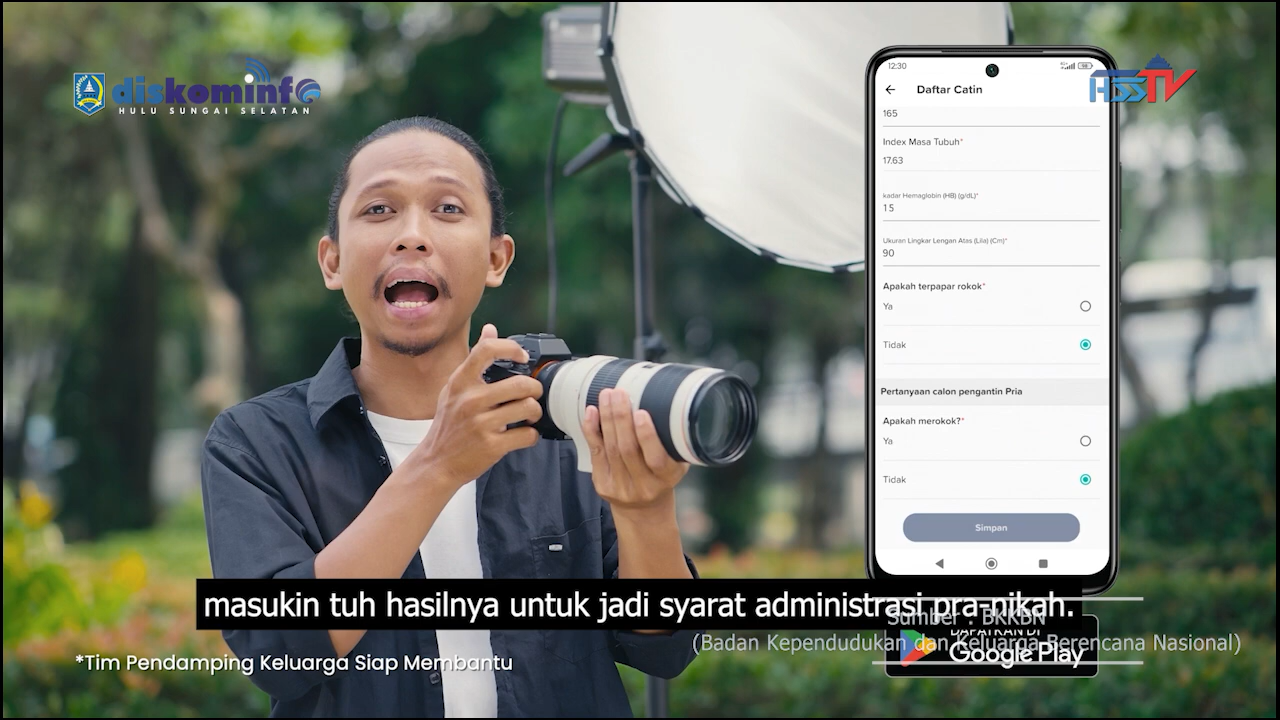 diskominfo
HULU SUNGAI SELATAN
HSSTV
12:30
Daftar Catin
165
Index Masa Tubuh*
17.63
kadar Hemaglobin (HB) (g/dL)*
15
Ukuran Lingkar Lengan Atas (Lila) (Cm)*
90
Apakah terpapar rokok*
Ya
Tidak
Pertanyaan calon pengantin Pria
Apakah merokok?*
Ya
Tidak
Simpan
masukin tuh hasilnya untuk jadi syarat administrasi pra-nikah.
Sumber : BKKBN
(Badan Kependudukan dan Keluarga Berencana Nasional)
DAPATKAN DI
Google Play
*Tim Pendamping Keluarga Siap Membantu